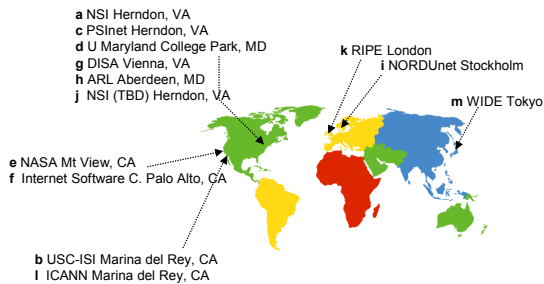 a NSI Herndon, VA
c PSInet Herndon, VA
d U Maryland College Park, MD
g DISA Vienna, VA
h ARL Aberdeen, MD
j NSI (TBD) Herndon, VA
k RIPE London
i NORDUnet Stockholm
m WIDE Tokyo
e NASA Mt View, CA
f Internet Software C. Palo Alto, CA
b USC-ISI Marina del Rey, CA
l ICANN Marina del Rey, CA